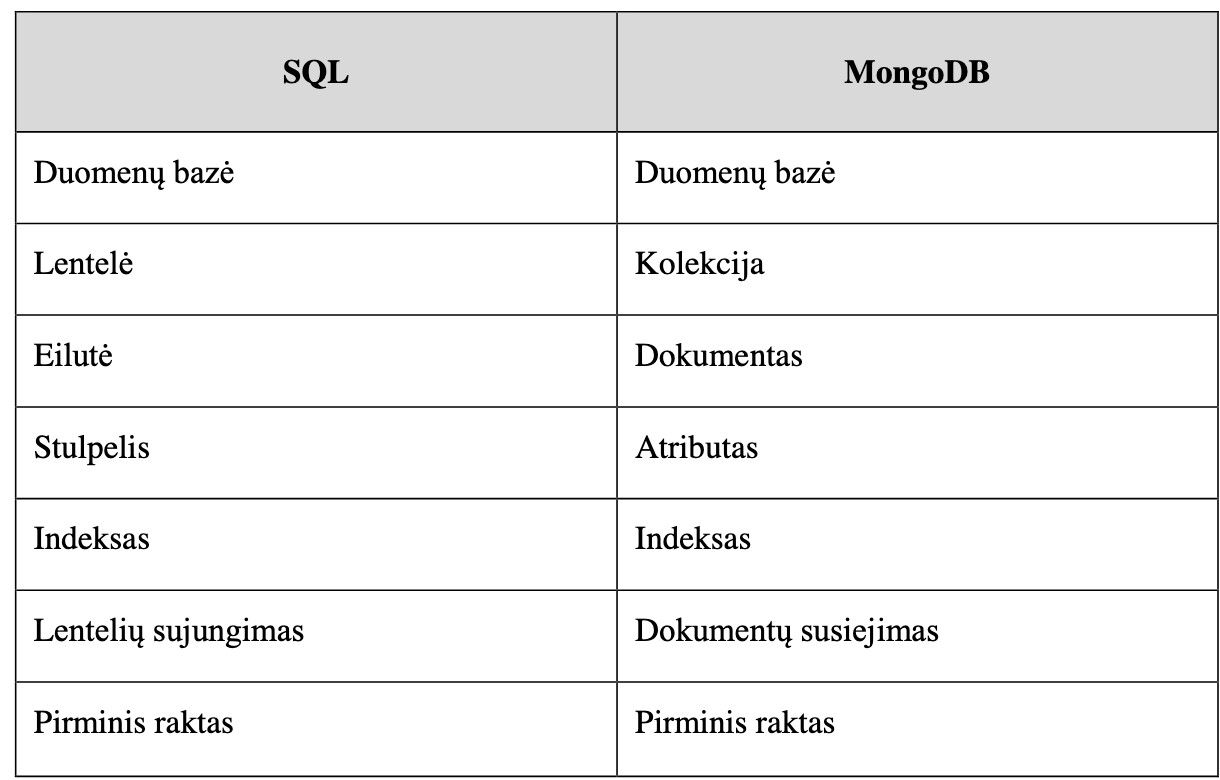 SQL MongoDB
Duomenų bazė Duomenų bazė
Lentelė Kolekcija
Eilutė Dokumentas
Stulpelis Atributas
Indeksas Indeksas
Lentelių sujungimas Dokumentų susiejimas
Pirminis raktas Pirminis raktas